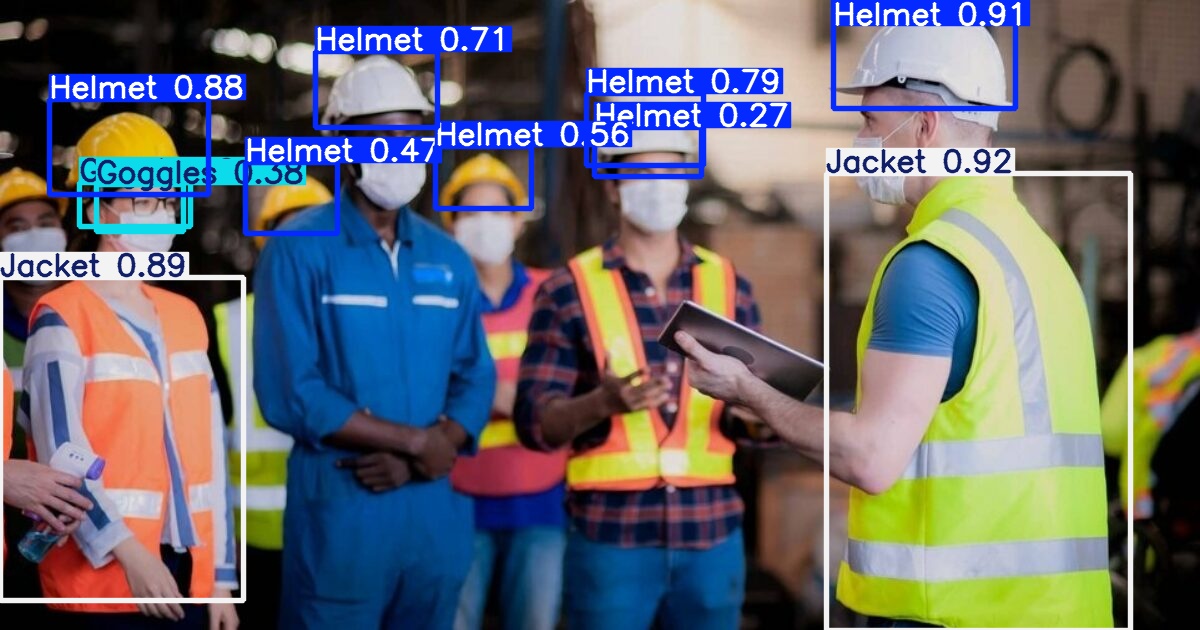 Helmet 0.91
Helmet 0.71
Helmet 0.79
Helmet 0.88
Helmet 0.27
Helmet 0.56
Helmet 0.47
Jacket 0.92
Goggles 0.38
Jacket 0.89